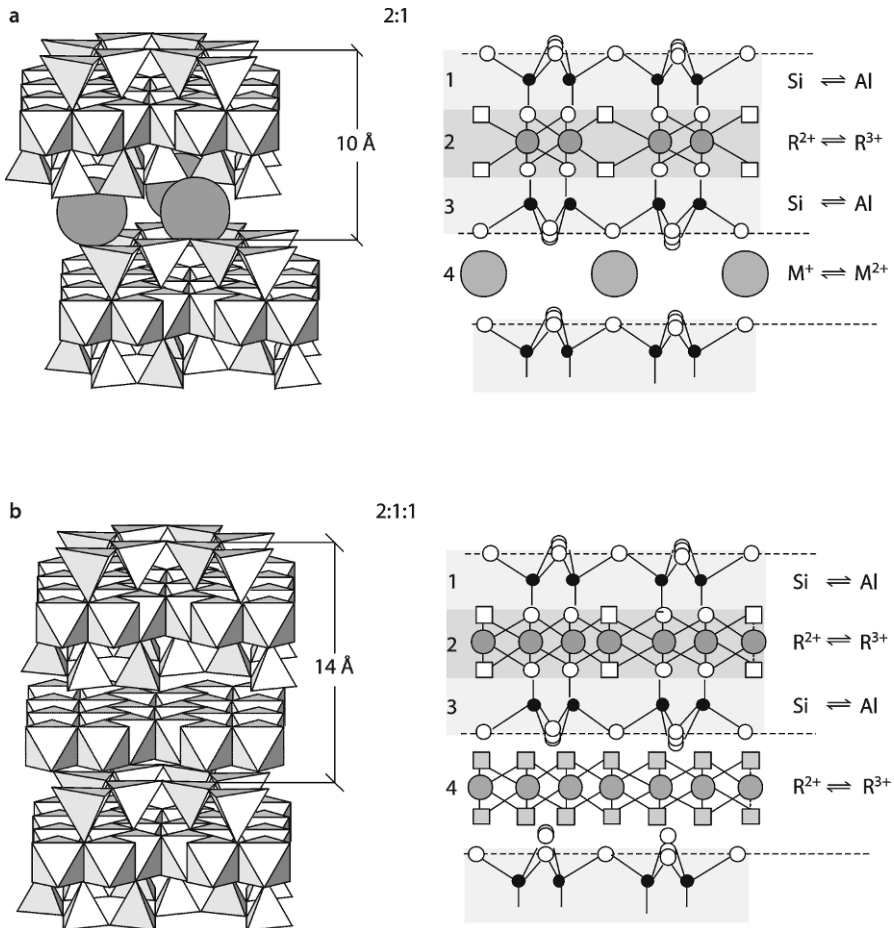 a
2:1
10 Å
1
Si ⇌ Al
2
R²⁺ ⇌ R³⁺
3
Si ⇌ Al
4
M⁺ ⇌ M²⁺
b
2:1:1
14 Å
1
Si ⇌ Al
2
R²⁺ ⇌ R³⁺
3
Si ⇌ Al
4
R²⁺ ⇌ R³⁺